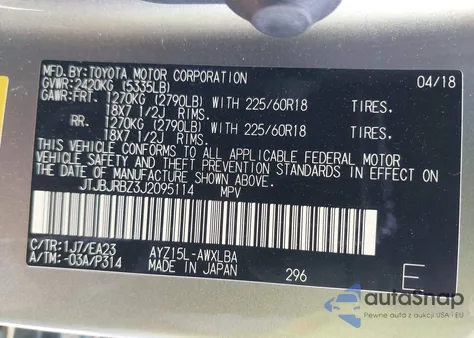 MFD.BY:TOYOTA MOTOR CORPORATION 04/18
GVWR:2420KG (5335LB)
GAWR:FRT. 1270KG (2790LB) WITH 225/60R18 TIRES.
18X7 1/2J RIMS.
RR. 1270KG (2790LB) WITH 225/60R18 TIRES.
18X7 1/2J RIMS.
THIS VEHICLE CONFORMS TO ALL APPLICABLE FEDERAL MOTOR
VEHICLE SAFETY AND THEFT PREVENTION STANDARDS IN EFFECT ON
THE DATE OF MANUFACTURE SHOWN ABOVE.
JTJBJRBZ3J2095114 MPV
C/TR:1J7/EA23 AYZ15L-AWXLBA
A/TM:-03A/P314 MADE IN JAPAN 296 E
autoSnap
Pewne auta z USA i EU